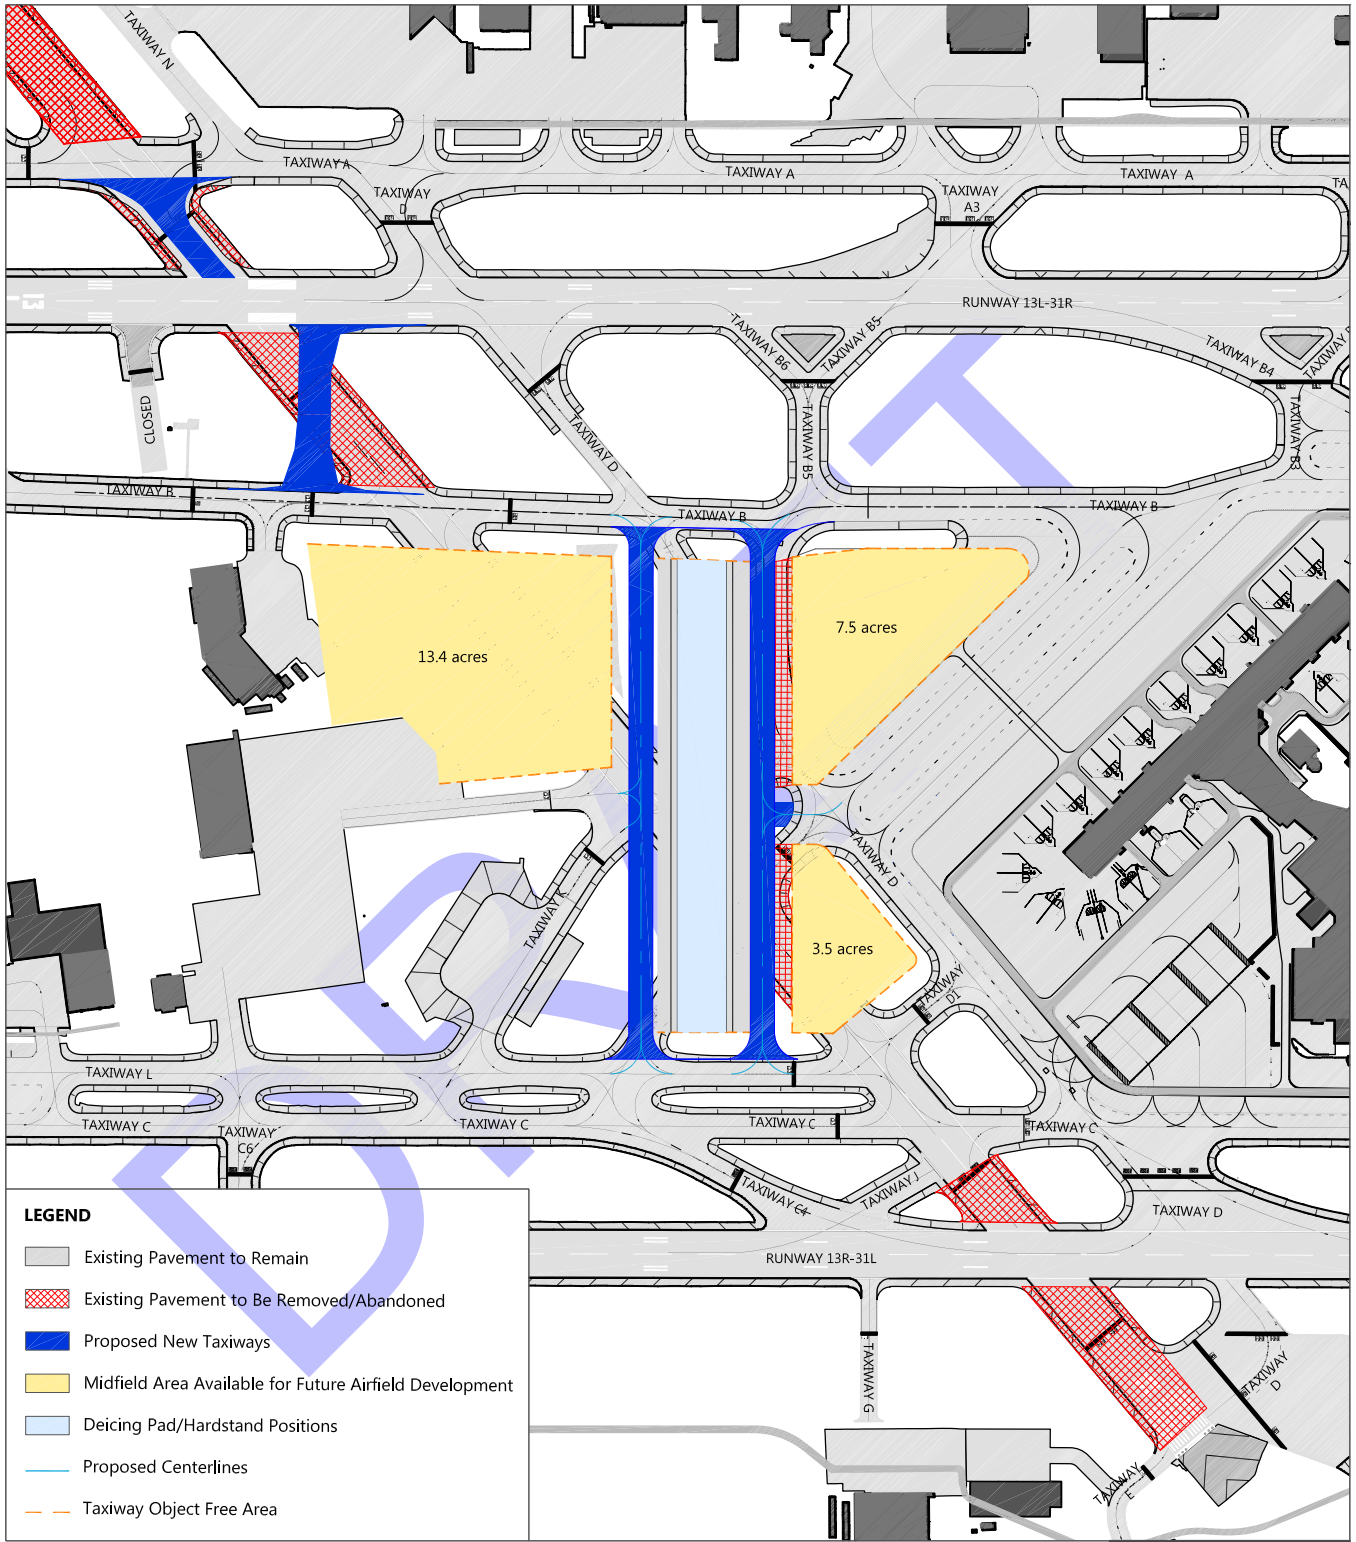 TAXIWAY N
TAXIWAY A
TAXIWAY
D
TAXIWAY A
TAXIWAY
A3
TAXIWAY A
TA
RUNWAY 13L-31R
TAXIWAY B6
TAXIWAY B5
TAXIWAY B4
CLOSED
TAXIWAY D
TAXIWAY B5
TAXIWAY B3
TAXIWAY B
TAXIWAY B
TAXIWAY B
13.4 acres
7.5 acres
3.5 acres
TAXIWAY D
TAXIWAY K
TAXIWAY
D1
TAXIWAY L
TAXIWAY C
TAXIWAY
C6
TAXIWAY C
TAXIWAY C
TAXIWAY C
TAXIWAY C4
TAXIWAY J
TAXIWAY D
RUNWAY 13R-31L
TAXIWAY G
TAXIWAY
D
TAXIWAY
E
DRAFT
LEGEND
Existing Pavement to Remain
Existing Pavement to Be Removed/Abandoned
Proposed New Taxiways
Midfield Area Available for Future Airfield Development
Deicing Pad/Hardstand Positions
Proposed Centerlines
Taxiway Object Free Area